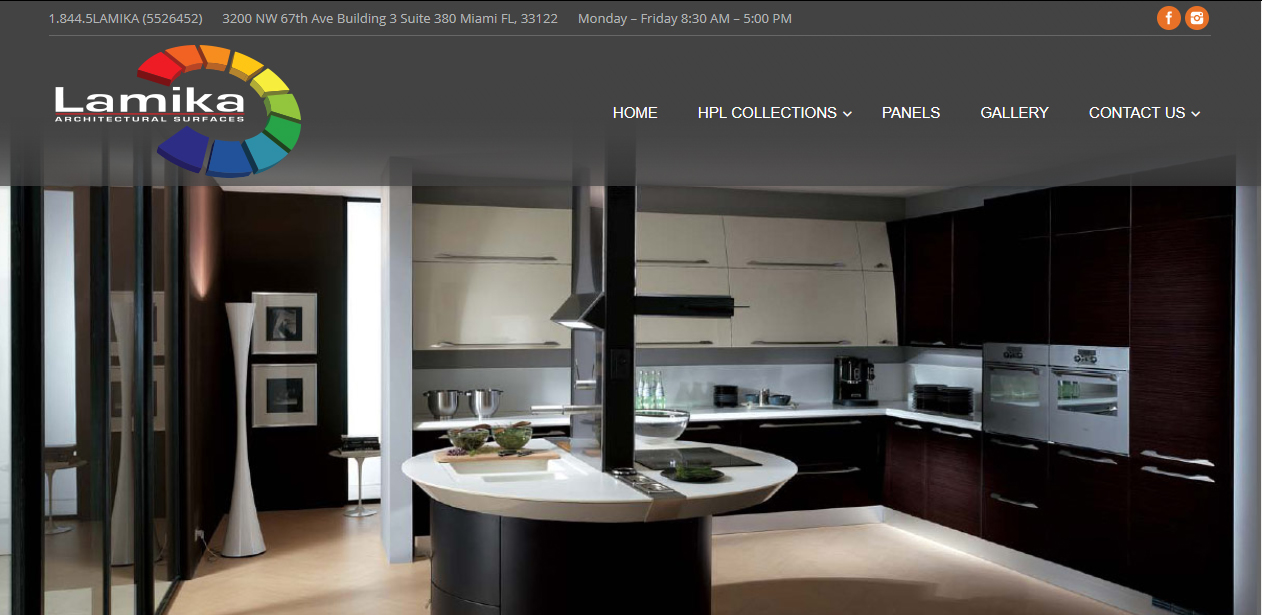 1.844.5LAMIKA (5526452) 3200 NW 67th Ave Building 3 Suite 380 Miami FL, 33122 Monday – Friday 8:30 AM – 5:00 PM
Lamika
ARCHITECTURAL SURFACES
HOME HPL COLLECTIONS PANELS GALLERY CONTACT US